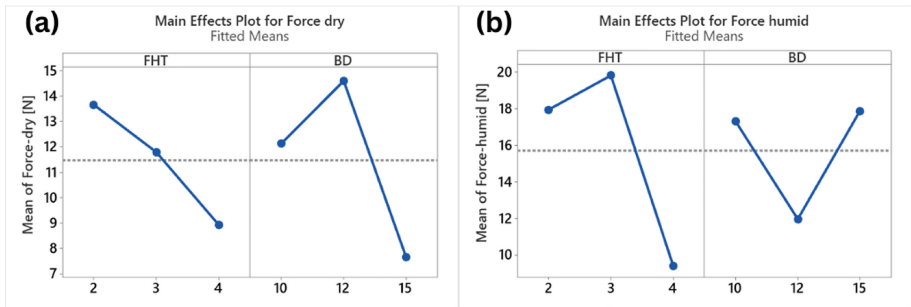 (a)
Main Effects Plot for Force dry
Fitted Means
FHT BD
Mean of Force-dry [N]
15
14
13
12
11
10
9
8
7
2 3 4 10 12 15
(b)
Main Effects Plot for Force humid
Fitted Means
FHT BD
Mean of Force-humid [N]
20
18
16
14
12
10
2 3 4 10 12 15